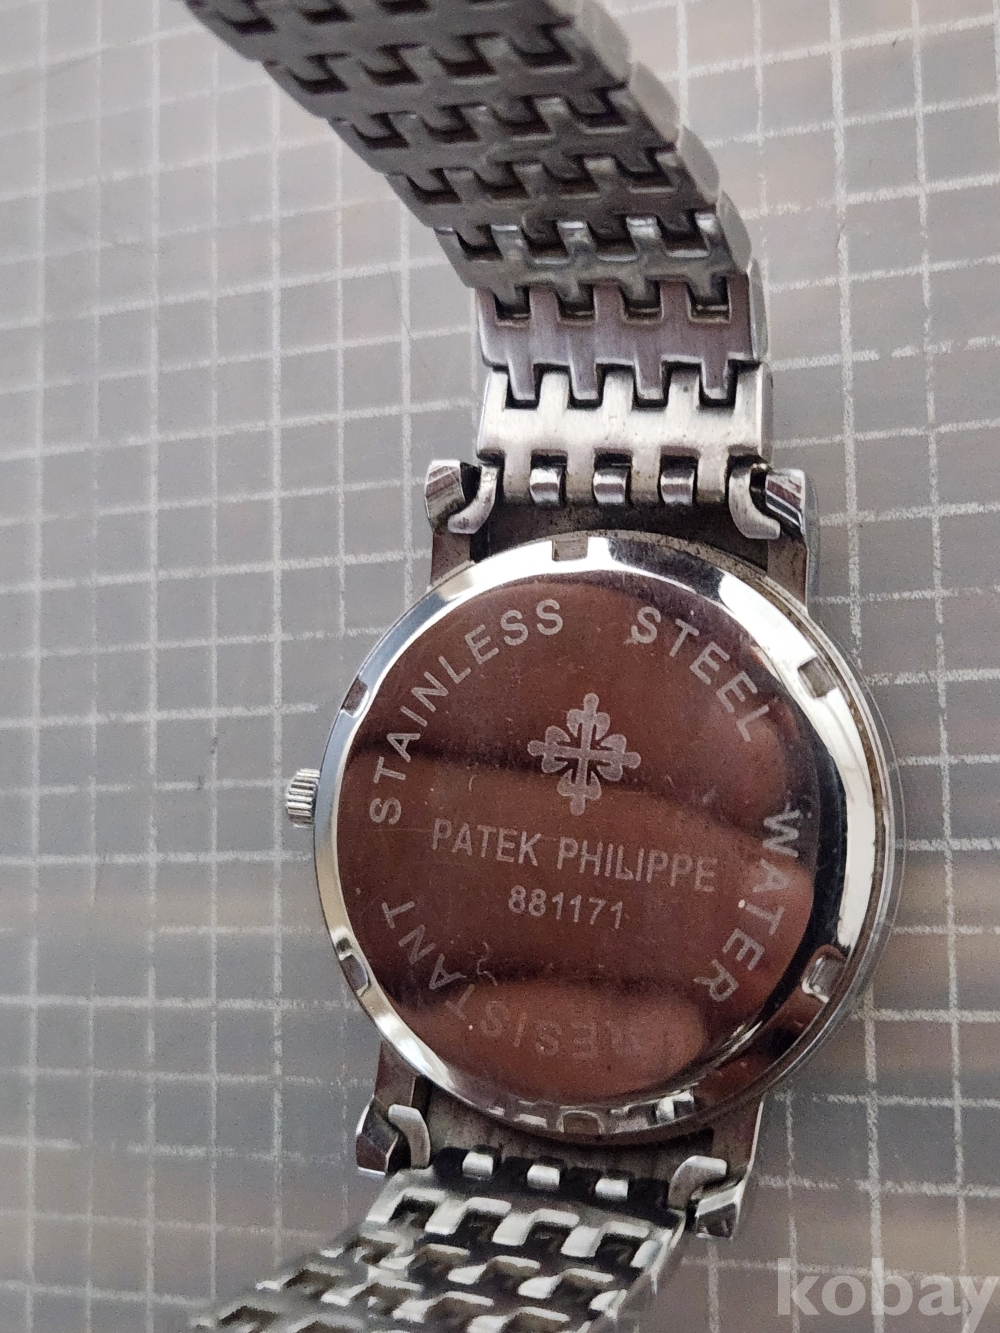 STAINLESS STEEL WATER RESISTANT
PATEK PHILIPPE
881171
kobay